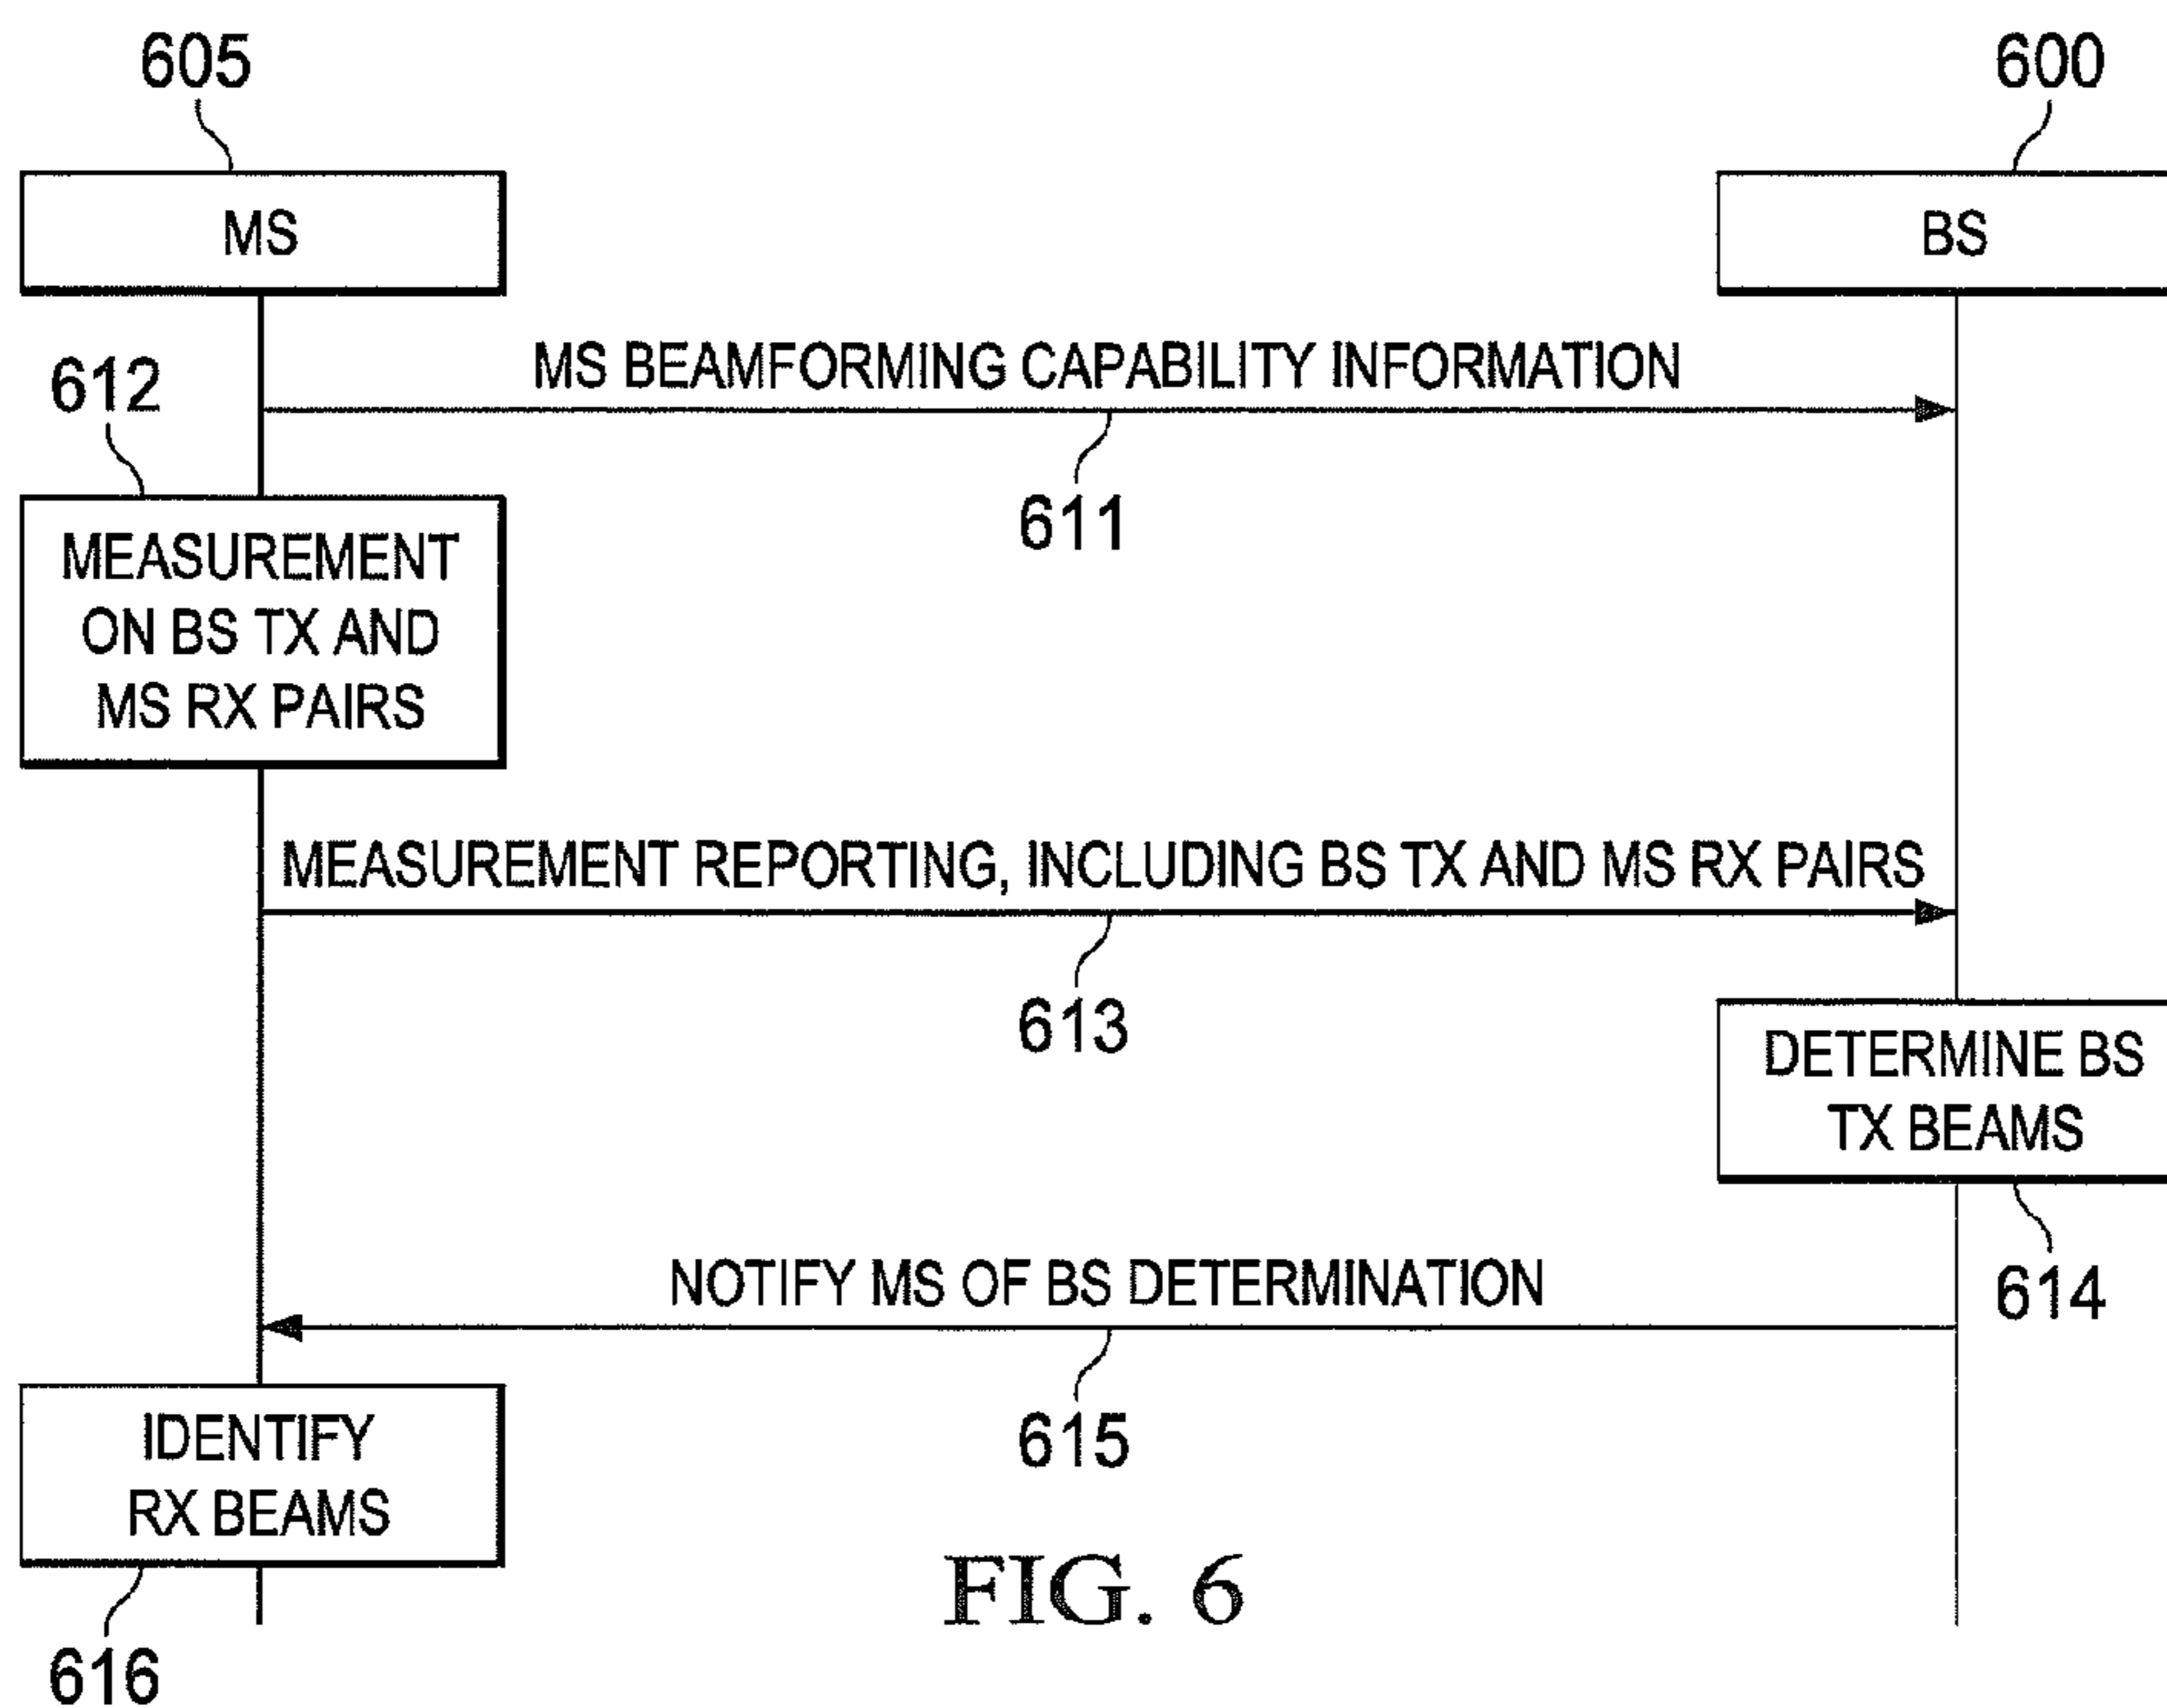 605
600
MS
BS
MS BEAMFORMING CAPABILITY INFORMATION
612
611
MEASUREMENT
ON BS TX AND
MS RX PAIRS
MEASUREMENT REPORTING, INCLUDING BS TX AND MS RX PAIRS
613
DETERMINE BS
TX BEAMS
614
NOTIFY MS OF BS DETERMINATION
615
IDENTIFY
RX BEAMS
616
FIG. 6